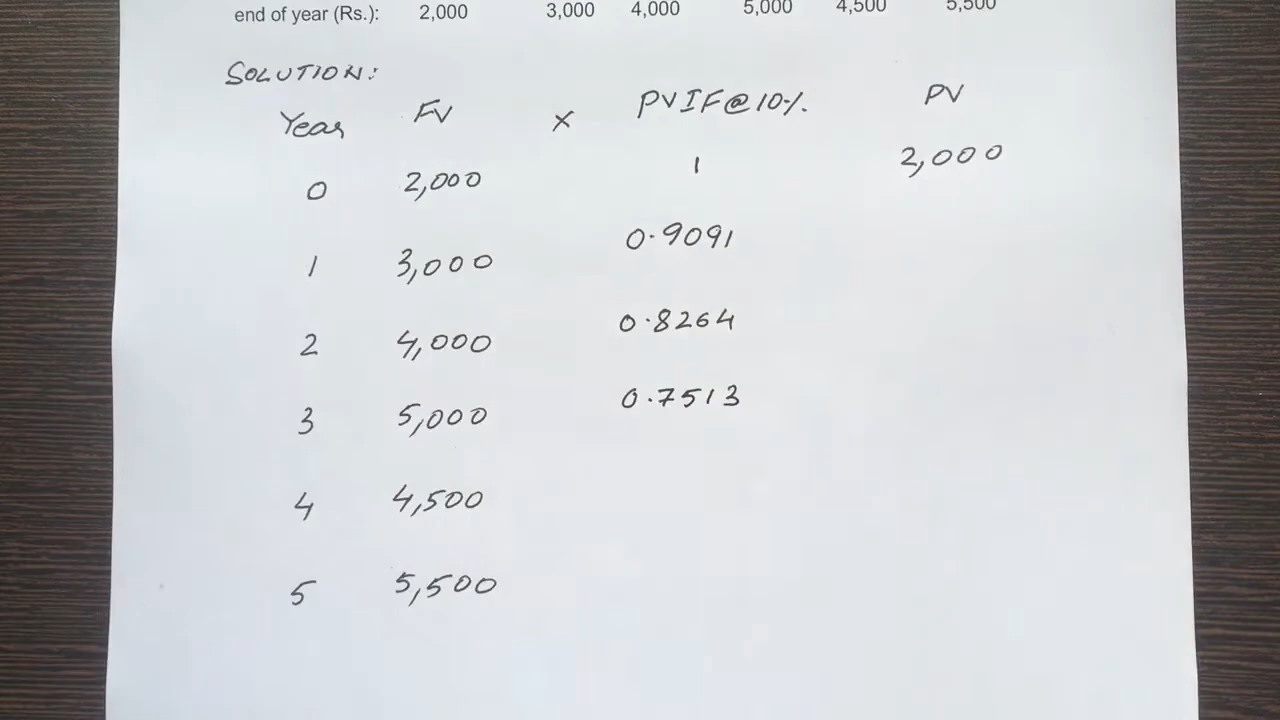 end of year (Rs.): 2,000 3,000 4,000 5,000 4,500 5,500
SOLUTION:
Year FV × PVIF@10% PV
0 2,000 1 2,000
1 3,000 0.9091
2 4,000 0.8264
3 5,000 0.7513
4 4,500
5 5,500